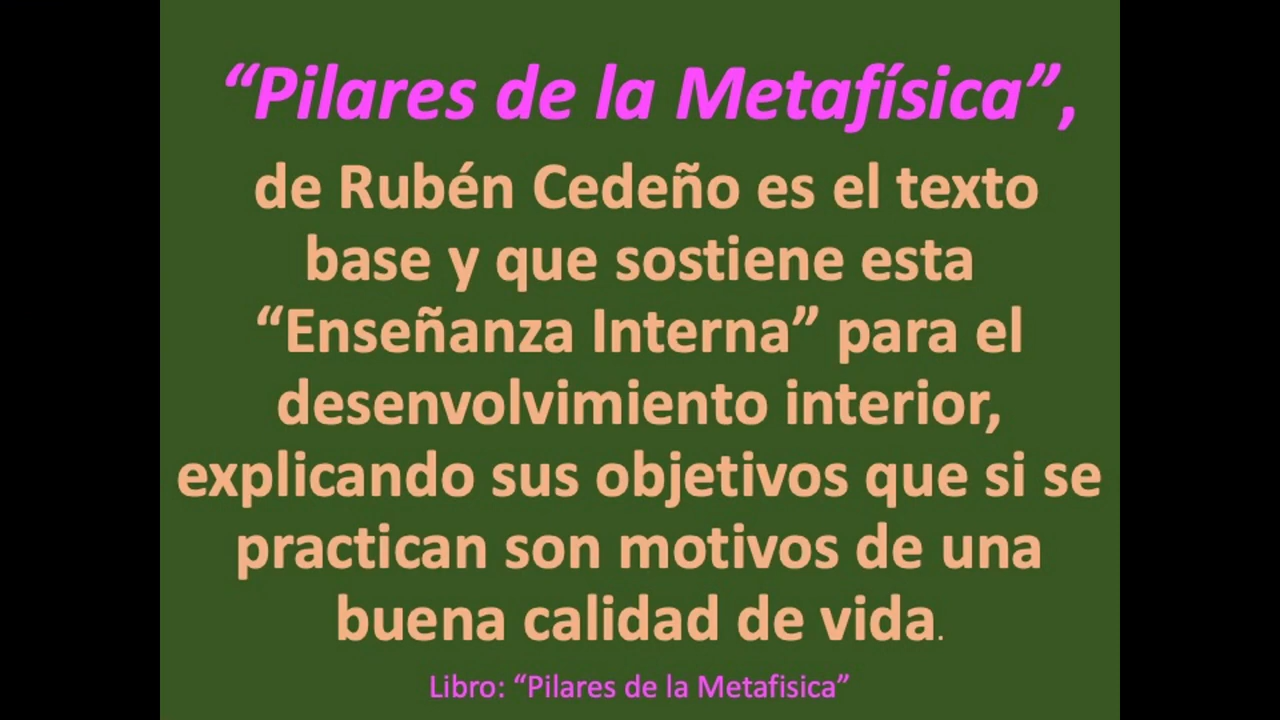 “Pilares de la Metafísica”,
de Rubén Cedeño es el texto
base y que sostiene esta
“Enseñanza Interna” para el
desenvolvimiento interior,
explicando sus objetivos que si se
practican son motivos de una
buena calidad de vida.
Libro: “Pilares de la Metafisica”